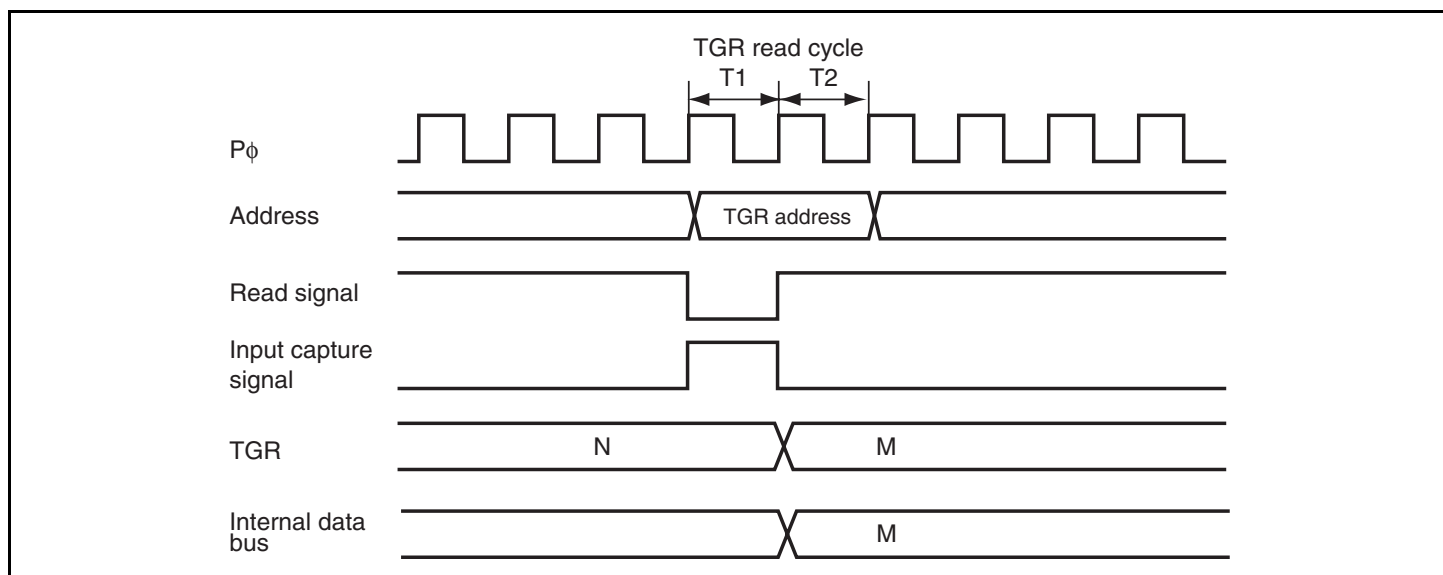 TGR read cycle
T1 T2
Pϕ
Address
TGR address
Read signal
Input capture
signal
TGR
N
M
Internal data
bus
M